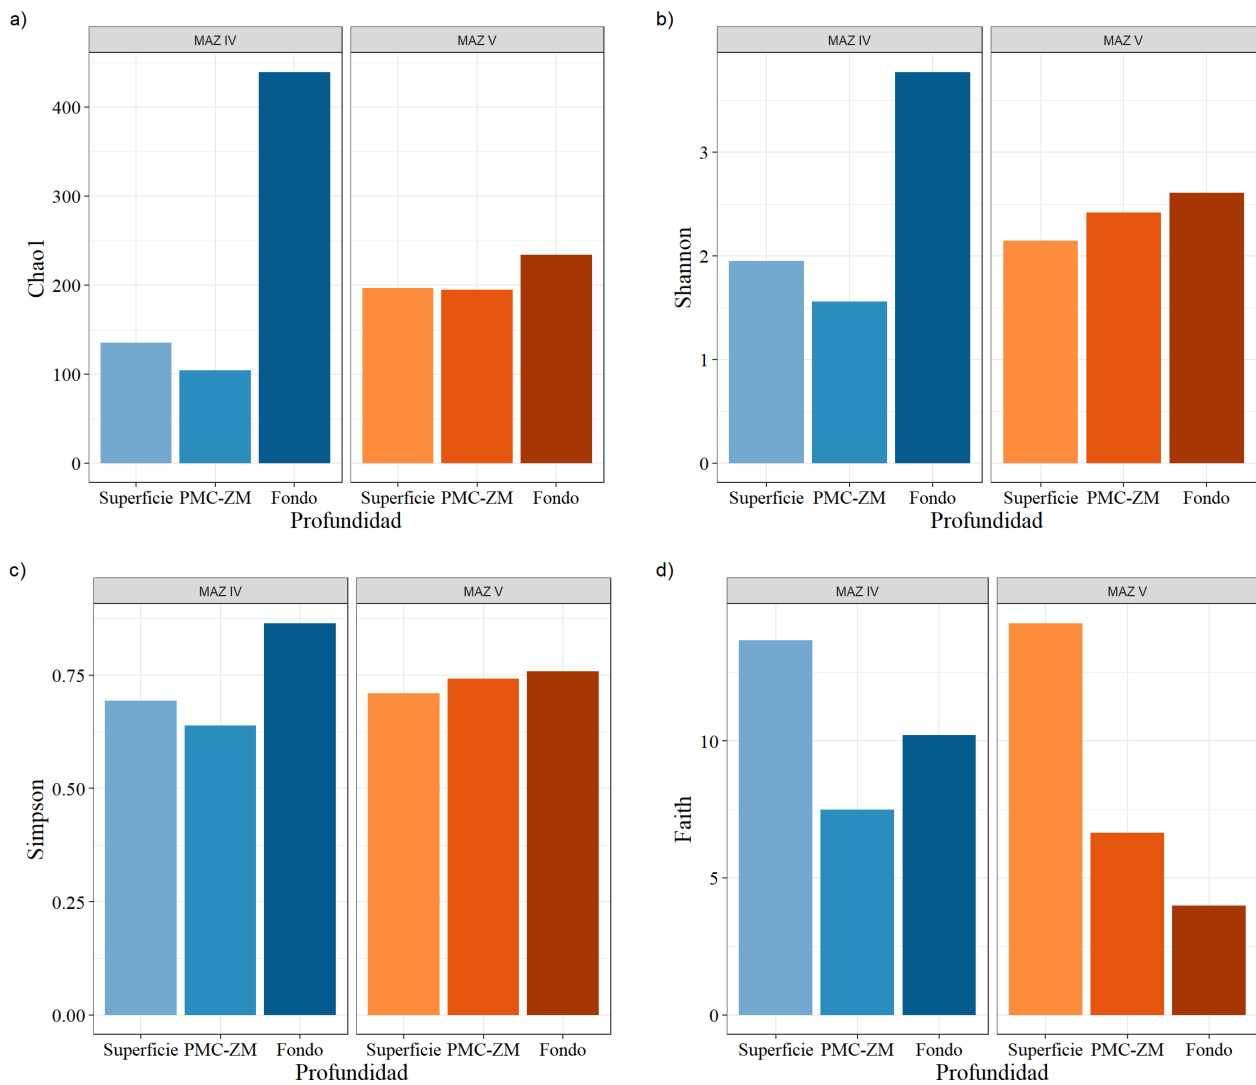 a)
MAZ IV
MAZ V
Chao1
400
300
200
100
0
Superficie PMC-ZM Fondo
Superficie PMC-ZM Fondo
Profundidad
b)
MAZ IV
MAZ V
Shannon
3
2
1
0
Superficie PMC-ZM Fondo
Superficie PMC-ZM Fondo
Profundidad
c)
MAZ IV
MAZ V
Simpson
0.75
0.50
0.25
0.00
Superficie PMC-ZM Fondo
Superficie PMC-ZM Fondo
Profundidad
d)
MAZ IV
MAZ V
Faith
10
5
0
Superficie PMC-ZM Fondo
Superficie PMC-ZM Fondo
Profundidad